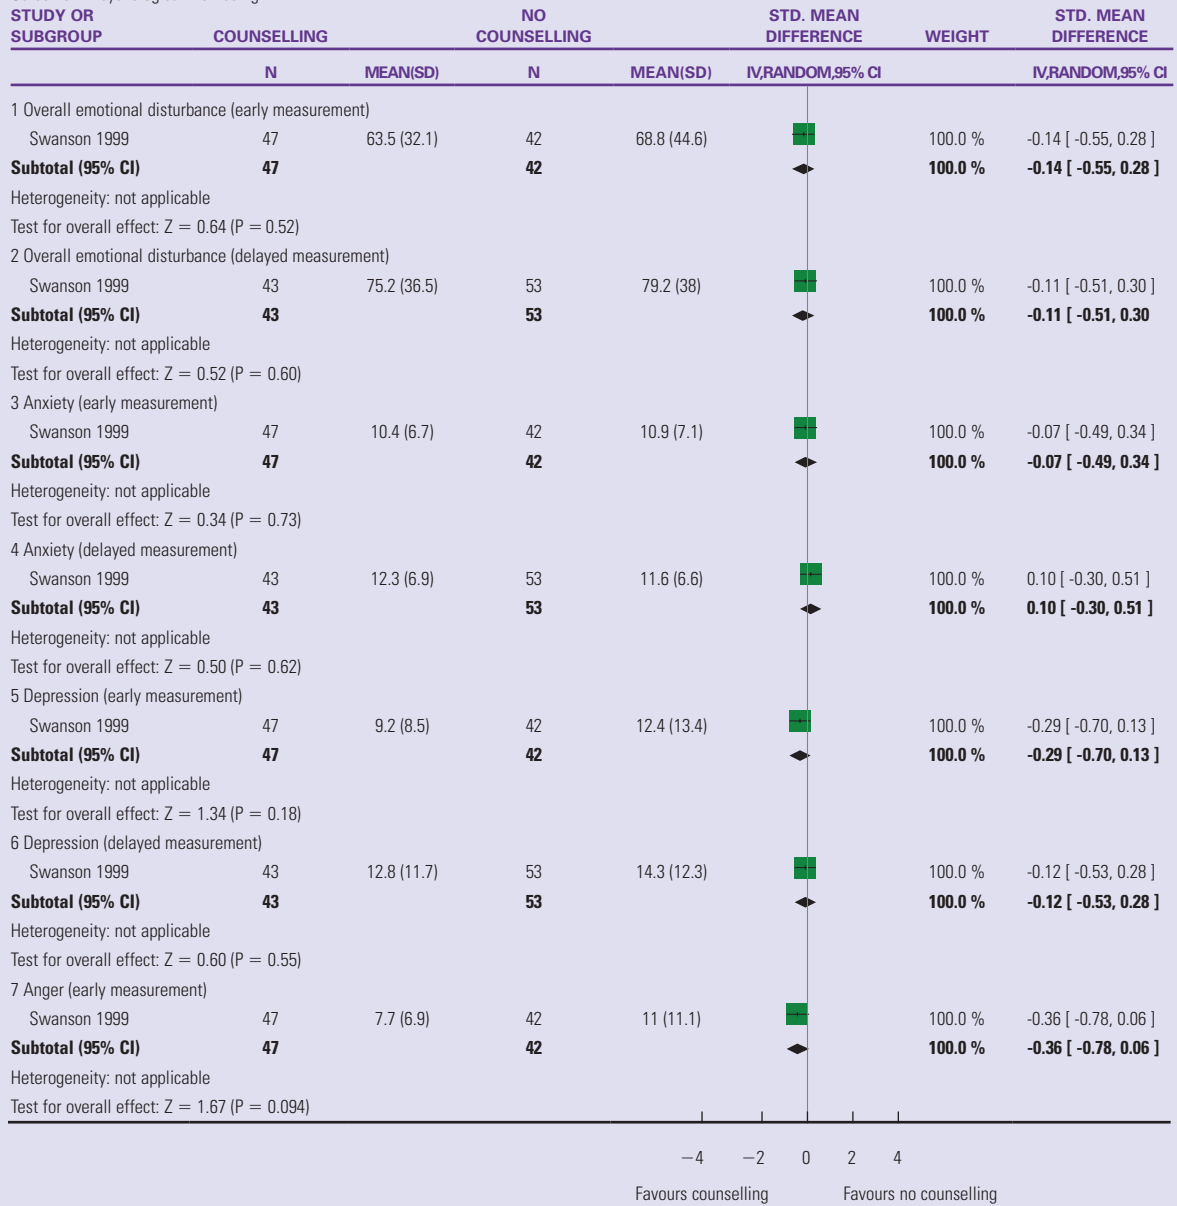 STUDY OR SUBGROUP COUNSELLING NO COUNSELLING STD. MEAN DIFFERENCE WEIGHT STD. MEAN DIFFERENCE
N MEAN(SD) N MEAN(SD) IV,RANDOM,95% CI IV,RANDOM,95% CI
1 Overall emotional disturbance (early measurement)
Swanson 1999 47 63.5 (32.1) 42 68.8 (44.6) 100.0 % -0.14 [ -0.55, 0.28 ]
Subtotal (95% CI) 47 42 100.0 % -0.14 [ -0.55, 0.28 ]
Heterogeneity: not applicable
Test for overall effect: Z = 0.64 (P = 0.52)
2 Overall emotional disturbance (delayed measurement)
Swanson 1999 43 75.2 (36.5) 53 79.2 (38) 100.0 % -0.11 [ -0.51, 0.30 ]
Subtotal (95% CI) 43 53 100.0 % -0.11 [ -0.51, 0.30
Heterogeneity: not applicable
Test for overall effect: Z = 0.52 (P = 0.60)
3 Anxiety (early measurement)
Swanson 1999 47 10.4 (6.7) 42 10.9 (7.1) 100.0 % -0.07 [ -0.49, 0.34 ]
Subtotal (95% CI) 47 42 100.0 % -0.07 [ -0.49, 0.34 ]
Heterogeneity: not applicable
Test for overall effect: Z = 0.34 (P = 0.73)
4 Anxiety (delayed measurement)
Swanson 1999 43 12.3 (6.9) 53 11.6 (6.6) 100.0 % 0.10 [ -0.30, 0.51 ]
Subtotal (95% CI) 43 53 100.0 % 0.10 [ -0.30, 0.51 ]
Heterogeneity: not applicable
Test for overall effect: Z = 0.50 (P = 0.62)
5 Depression (early measurement)
Swanson 1999 47 9.2 (8.5) 42 12.4 (13.4) 100.0 % -0.29 [ -0.70, 0.13 ]
Subtotal (95% CI) 47 42 100.0 % -0.29 [ -0.70, 0.13 ]
Heterogeneity: not applicable
Test for overall effect: Z = 1.34 (P = 0.18)
6 Depression (delayed measurement)
Swanson 1999 43 12.8 (11.7) 53 14.3 (12.3) 100.0 % -0.12 [ -0.53, 0.28 ]
Subtotal (95% CI) 43 53 100.0 % -0.12 [ -0.53, 0.28 ]
Heterogeneity: not applicable
Test for overall effect: Z = 0.60 (P = 0.55)
7 Anger (early measurement)
Swanson 1999 47 7.7 (6.9) 42 11 (11.1) 100.0 % -0.36 [ -0.78, 0.06 ]
Subtotal (95% CI) 47 42 100.0 % -0.36 [ -0.78, 0.06 ]
Heterogeneity: not applicable
Test for overall effect: Z = 1.67 (P = 0.094)
−4 −2 0 2 4
Favours counselling Favours no counselling